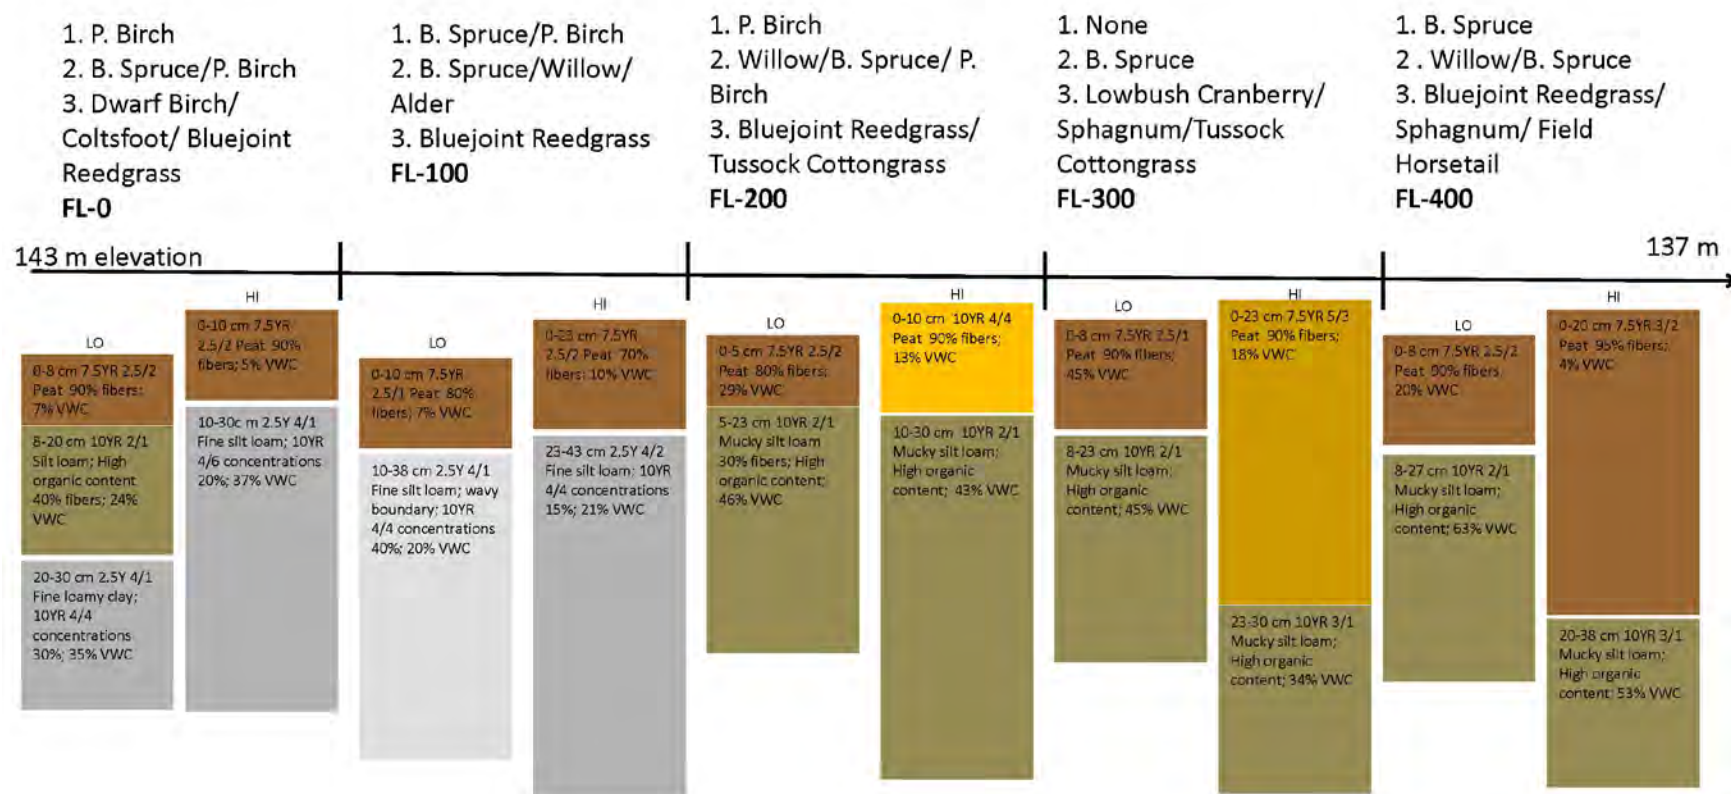 1. P. Birch
2. B. Spruce/P. Birch
3. Dwarf Birch/
Coltsfoot/ Bluejoint
Reedgrass
FL-0
1. B. Spruce/P. Birch
2. B. Spruce/Willow/
Alder
3. Bluejoint Reedgrass
FL-100
1. P. Birch
2. Willow/B. Spruce/ P.
Birch
3. Bluejoint Reedgrass/
Tussock Cottongrass
FL-200
1. None
2. B. Spruce
3. Lowbush Cranberry/
Sphagnum/Tussock
Cottongrass
FL-300
1. B. Spruce
2 . Willow/B. Spruce
3. Bluejoint Reedgrass/
Sphagnum/ Field
Horsetail
FL-400
143 m elevation
137 m
LO
0-8 cm 7.5YR 2.5/2
Peat 90% fibers;
7% VWC
8-20 cm 10YR 2/1
Silt loam; High
organic content
40% fibers; 24%
VWC
20-30 cm 2.5Y 4/1
Fine loamy clay;
10YR 4/4
concentrations
30%; 35% VWC
HI
0-10 cm 7.5YR
2.5/2 Peat 90%
fibers; 5% VWC
10-30c m 2.5Y 4/1
Fine silt loam; 10YR
4/6 concentrations
20%; 37% VWC
LO
0-10 cm 7.5YR
2.5/1 Peat 80%
fibers; 7% VWC
10-38 cm 2.5Y 4/1
Fine silt loam; wavy
boundary; 10YR
4/4 concentrations
40%; 20% VWC
HI
0-23 cm 7.5YR
2.5/2 Peat 70%
fibers; 10% VWC
23-43 cm 2.5Y 4/2
Fine silt loam; 10YR
4/4 concentrations
15%; 21% VWC
LO
0-5 cm 7.5YR 2.5/2
Peat 80% fibers;
29% VWC
5-23 cm 10YR 2/1
Mucky silt loam
30% fibers; High
organic content;
46% VWC
HI
0-10 cm 10YR 4/4
Peat 90% fibers;
13% VWC
10-30 cm 10YR 2/1
Mucky silt loam;
High organic
content; 43% VWC
LO
0-8 cm 7.5YR 2.5/1
Peat 90% fibers;
45% VWC
8-23 cm 10YR 2/1
Mucky silt loam;
High organic
content; 45% VWC
HI
0-23 cm 7.5YR 5/3
Peat 90% fibers;
18% VWC
23-30 cm 10YR 3/1
Mucky silt loam;
High organic
content; 34% VWC
LO
0-8 cm 7.5YR 2.5/2
Peat 90% fibers
20% VWC
8-27 cm 10YR 2/1
Mucky silt loam;
High organic
content; 63% VWC
HI
0-20 cm 7.5YR 3/2
Peat 95% fibers;
4% VWC
20-38 cm 10YR 3/1
Mucky silt loam;
High organic
content; 53% VWC